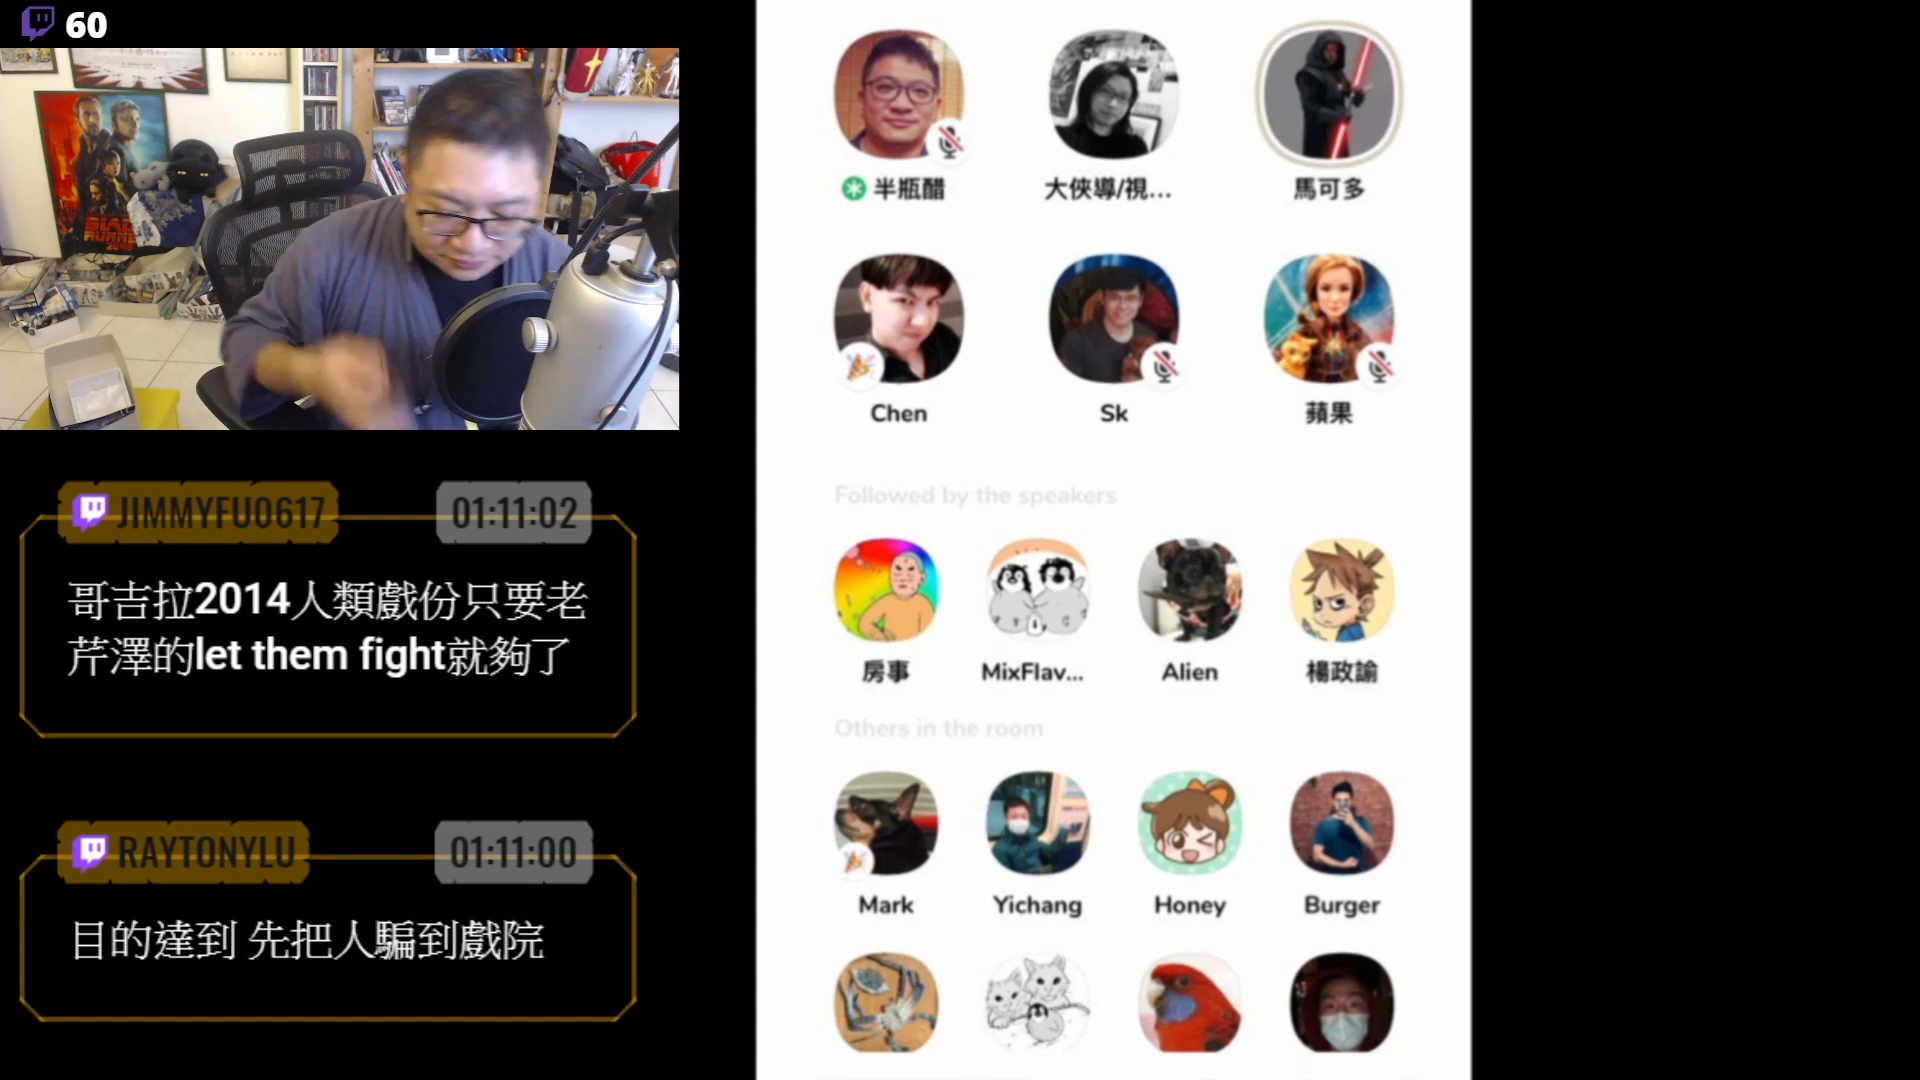 60
BLADE
RUNNER
2049
JIMMYFU0617
01:11:02
哥吉拉2014人類戲份只要老
芹澤的let them fight就夠了
RAYTONYLU
01:11:00
目的達到 先把人騙到戲院
半瓶醋
大俠導/視...
馬可多
Chen
Sk
蘋果
Followed by the speakers
房事
MixFlav...
Alien
楊政諭
Others in the room
Mark
Yichang
Honey
Burger